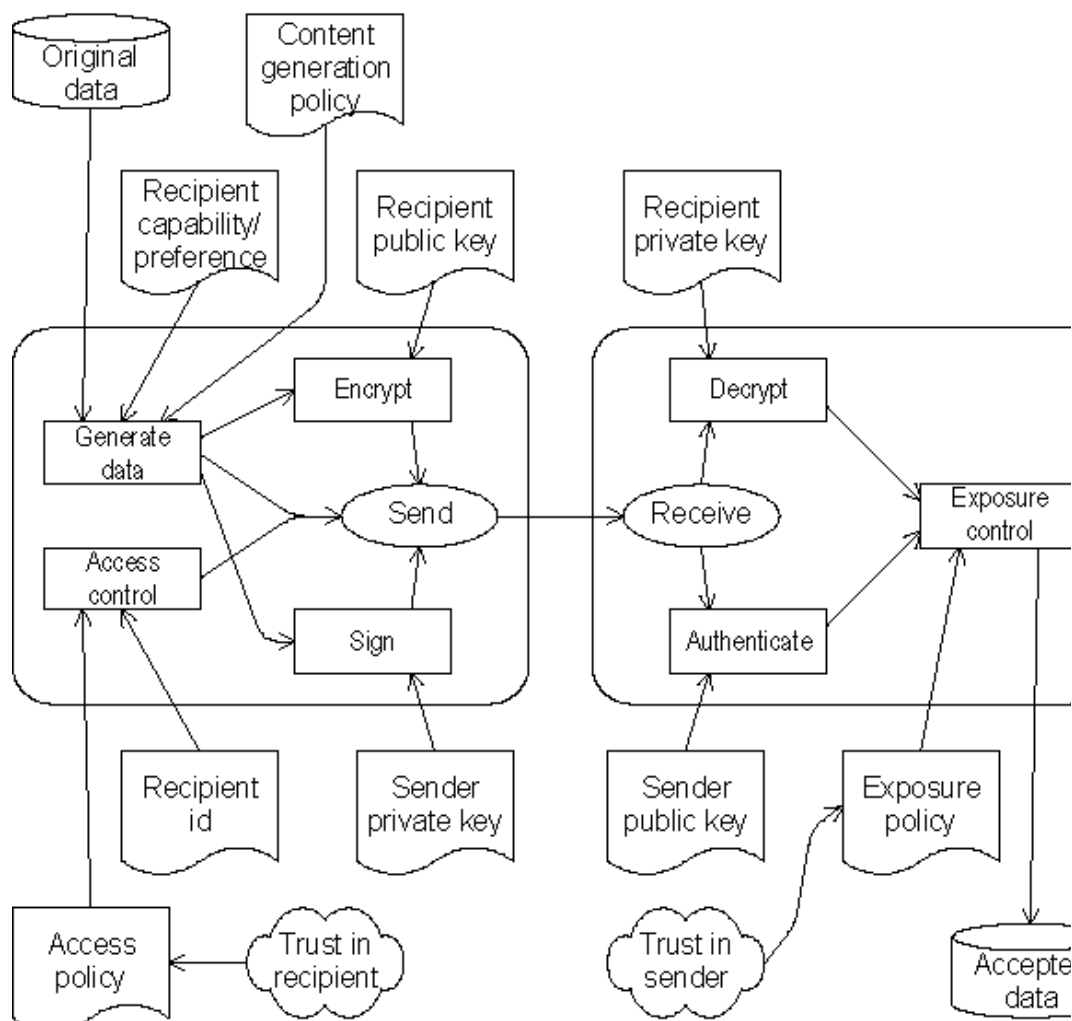 Original
data
Content
generation
policy
Recipient
capability/
preference
Recipient
public key
Recipient
private key
Encrypt
Decrypt
Generate
data
Send
Receive
Exposure
control
Access
control
Sign
Authenticate
Recipient
id
Sender
private key
Sender
public key
Exposure
policy
Access
policy
Trust in
recipient
Trust in
sender
Accepte
data